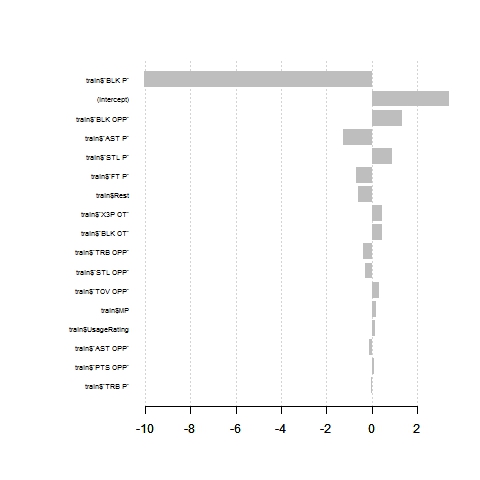 train$`BLK P`
(Intercept)
train$`BLK OPP`
train$`AST P`
train$`STL P`
train$`FT P`
train$Rest
train$`X3P OT`
train$`BLK OT`
train$`TRB OPP`
train$`STL OPP`
train$`TOV OPP`
train$MP
train$UsageRating
train$`AST OPP`
train$`PTS OPP`
train$`TRB P`
-10 -8 -6 -4 -2 0 2